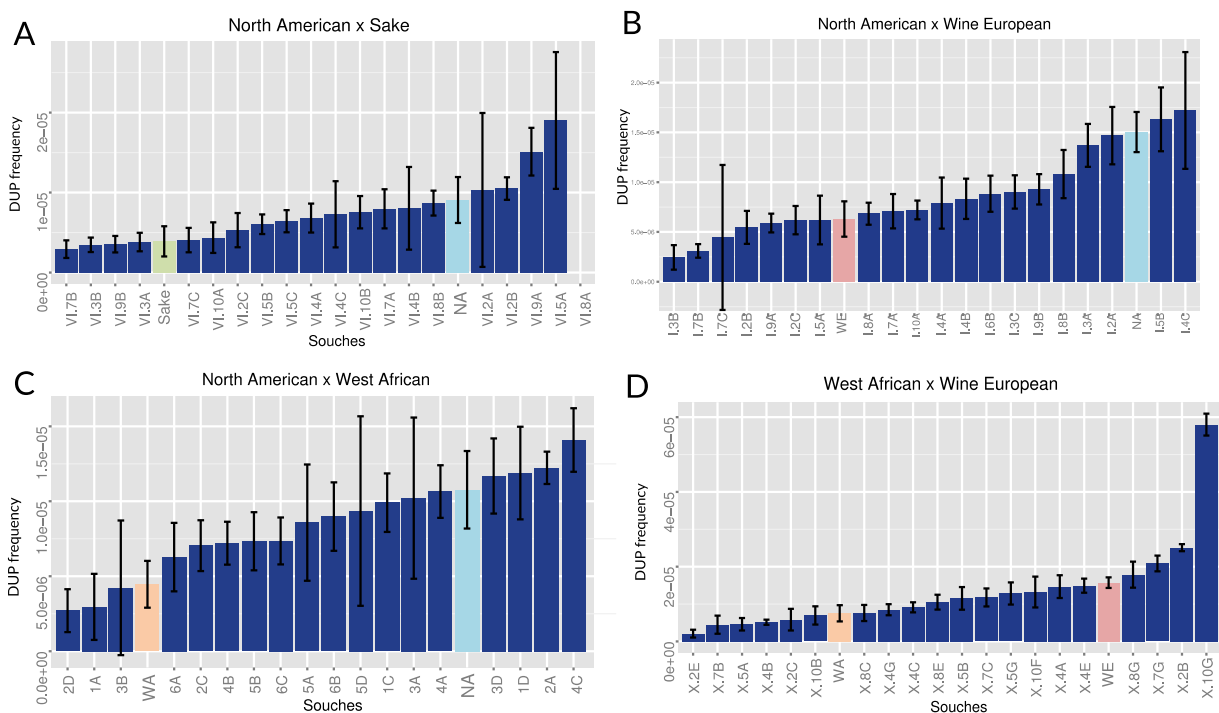 A
North American x Sake
DUP frequency
2e−05
1e−05
0e+00
VI.7B VI.3B VI.9B VI.3A Sake VI.7C VI.10A VI.2C VI.5B VI.5C VI.4A VI.4C VI.10B VI.7A VI.4B VI.8B NA VI.2A VI.2B VI.9A VI.5A VI.8A
Souches
B
North American x Wine European
DUP frequency
2.0e−05
1.5e−05
1.0e−05
5.0e−06
0.0e+00
I.3B I.7B I.7C I.2B I.9A I.2C I.5A WE I.8A I.7A I.10A I.4A I.4B I.6B I.3C I.9B I.8B I.3A I.2A NA I.5B I.4C
C
North American x West African
DUP frequency
1.5e−05
1.0e−05
5.0e−06
0.0e+00
2D 1A 3B WA 6A 2C 4B 5B 6C 5A 6B 5D 1C 3A 4A NA 3D 1D 2A 4C
Souches
D
West African x Wine European
DUP frequency
6e−05
4e−05
2e−05
0e+00
X.2E X.7B X.5A X.4B X.2C X.10B WA X.8C X.4G X.4C X.8E X.5B X.7C X.5G X.10F X.4A X.4E WE X.8G X.7G X.2B X.10G
Souches